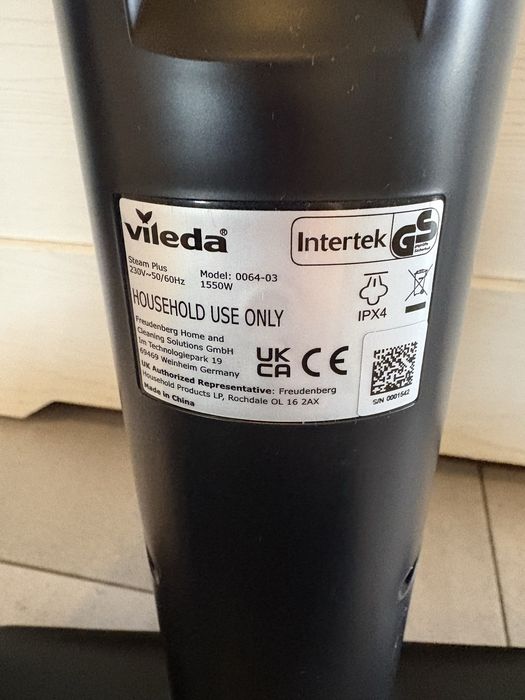 vileda®
Intertek
GS
Steam Plus
230V~50/60Hz
Model: 0064-03
1550W
IPX4
HOUSEHOLD USE ONLY
Freudenberg Home and
Cleaning Solutions GmbH
Im Technologiepark 19
69469 Weinheim Germany
UK
CA
CE
UK Authorized Representative: Freudenberg
Household Products LP, Rochdale OL 16 2AX
Made in China
S/N 0001542